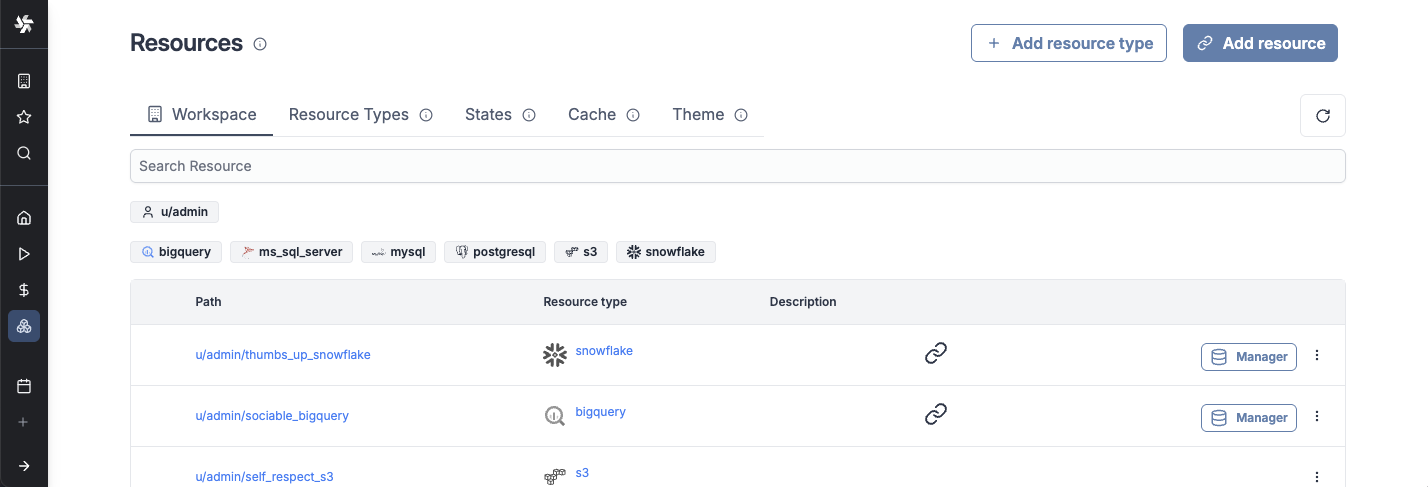 Resources
Add resource type
Add resource
Workspace Resource Types States Cache Theme
Search Resource
u/admin
bigquery ms_sql_server mysql postgresql s3 snowflake
Path Resource type Description
u/admin/thumbs_up_snowflake snowflake Manager
u/admin/sociable_bigquery bigquery Manager
u/admin/self_respect_s3 s3